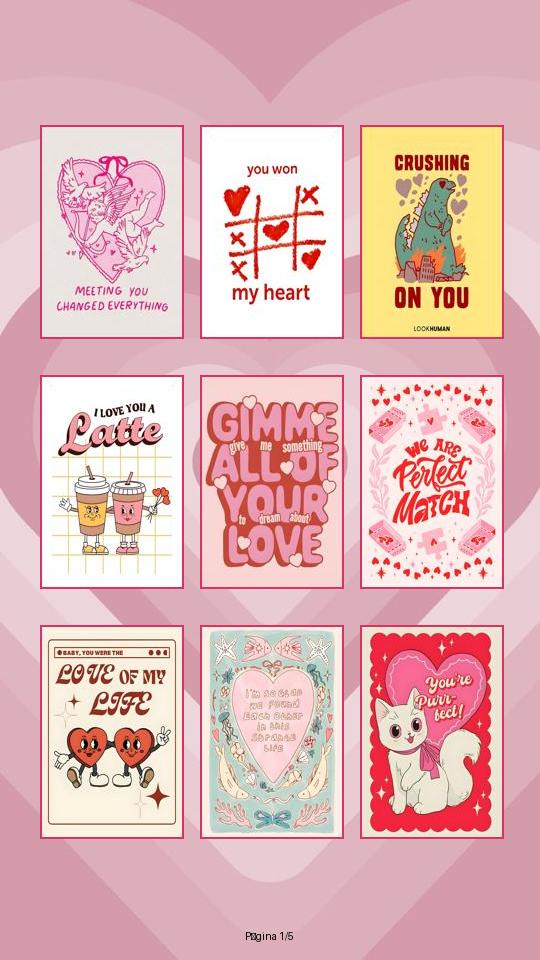 MEETING YOU
CHANGED EVERYTHING
you won
my heart
CRUSHING
ON YOU
LOOKHUMAN
I LOVE YOU A
Latte
GIMME
give me something
ALL OF
YOUR
to dream about
LOVE
WE ARE
Perfect
MATCH
BABY, YOU WERE THE
LOVE OF MY
LIFE
i'm so glad
we found
Each other
in this
Strange
Life
You're
Purr-
fect!
Página 1/5